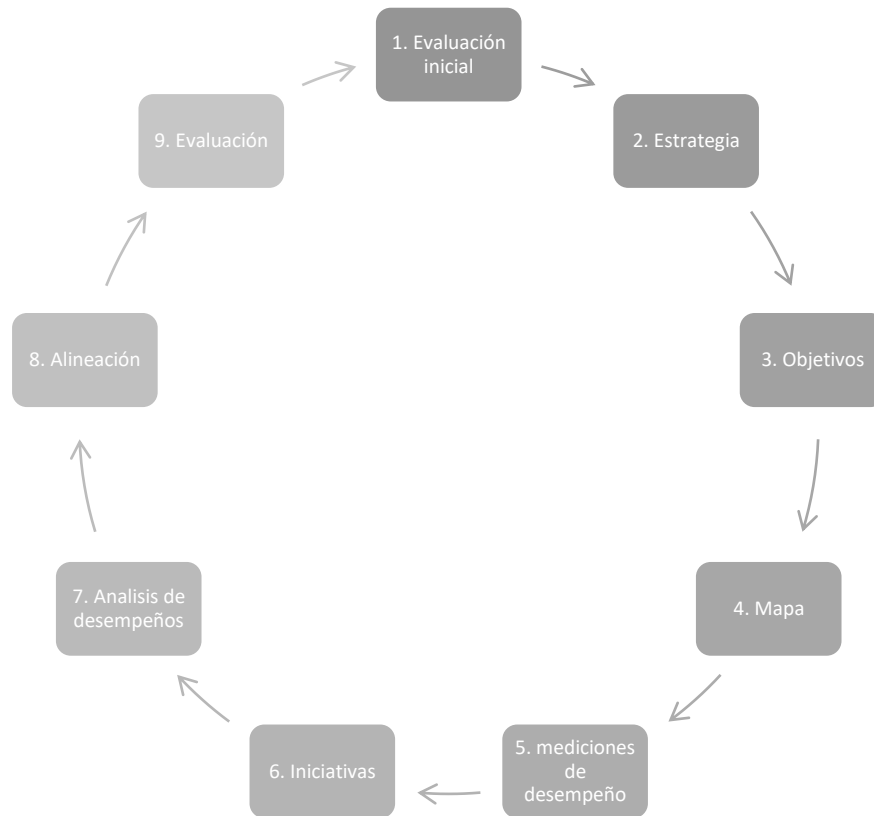 1. Evaluación
inicial
2. Estrategia
3. Objetivos
4. Mapa
5. mediciones
de
desempeño
6. Iniciativas
7. Analisis de
desempeños
8. Alineación
9. Evaluación